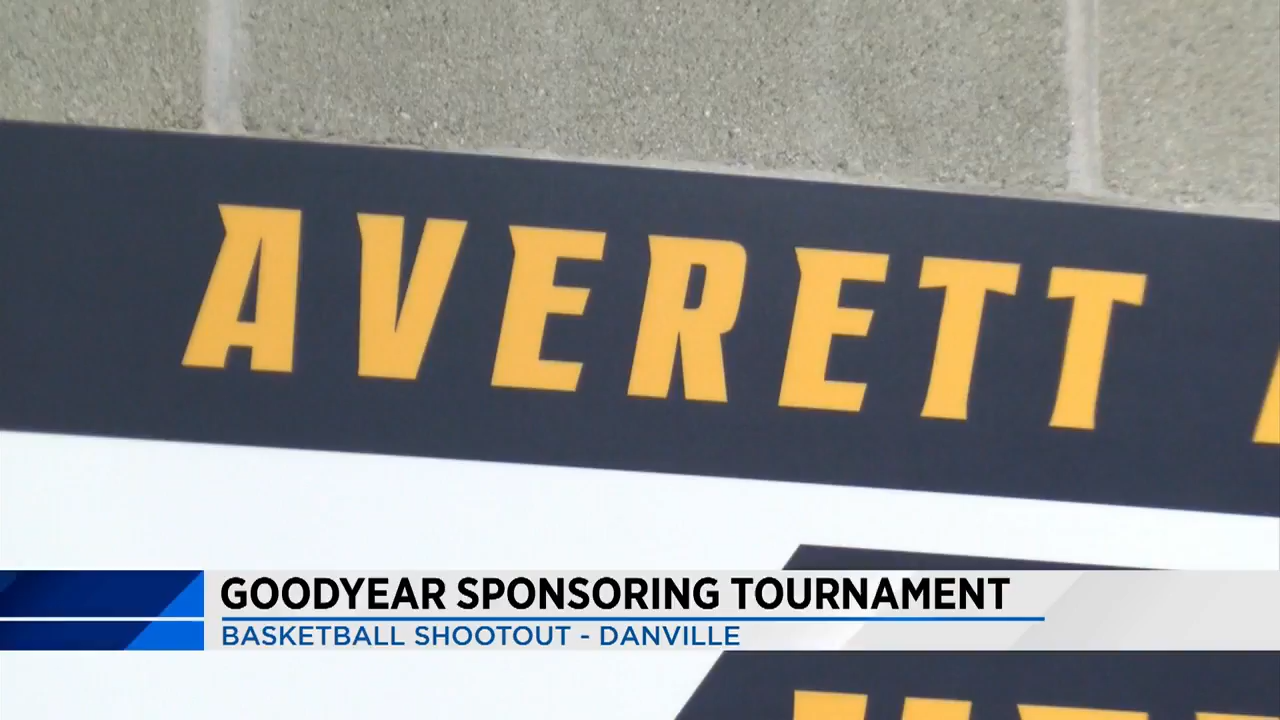 AVERETT
GOODYEAR SPONSORING TOURNAMENT
BASKETBALL SHOOTOUT - DANVILLE